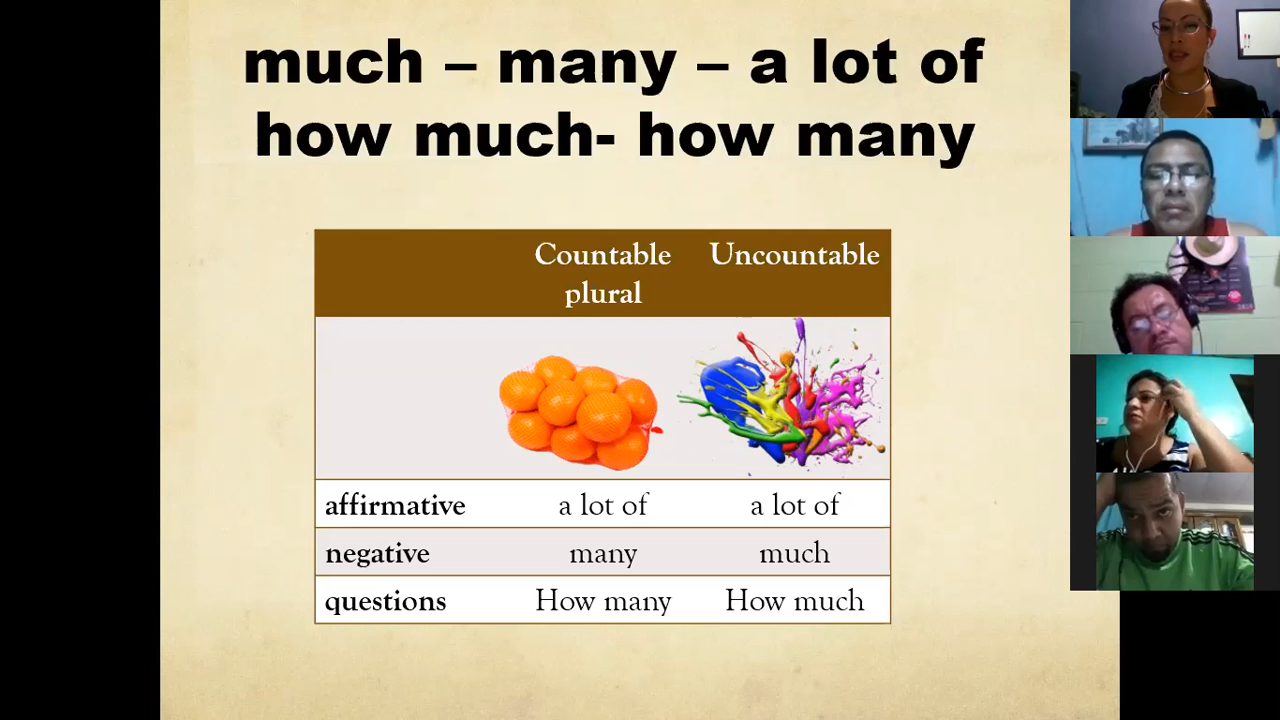 much – many – a lot of
how much- how many
Countable Uncountable
plural
affirmative a lot of a lot of
negative many much
questions How many How much